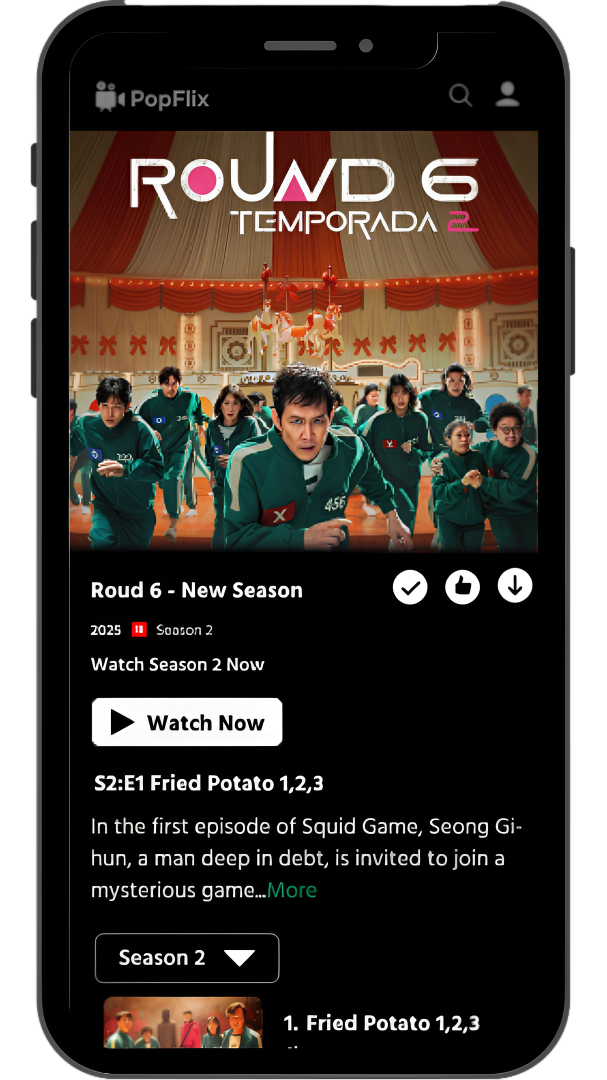 PopFlix
ROUND 6
TEMPORADA 2
456
X
Roud 6 - New Season
2025 18 Season 2
Watch Season 2 Now
Watch Now
S2:E1 Fried Potato 1,2,3
In the first episode of Squid Game, Seong Gi-
hun, a man deep in debt, is invited to join a
mysterious game...More
Season 2
1. Fried Potato 1,2,3